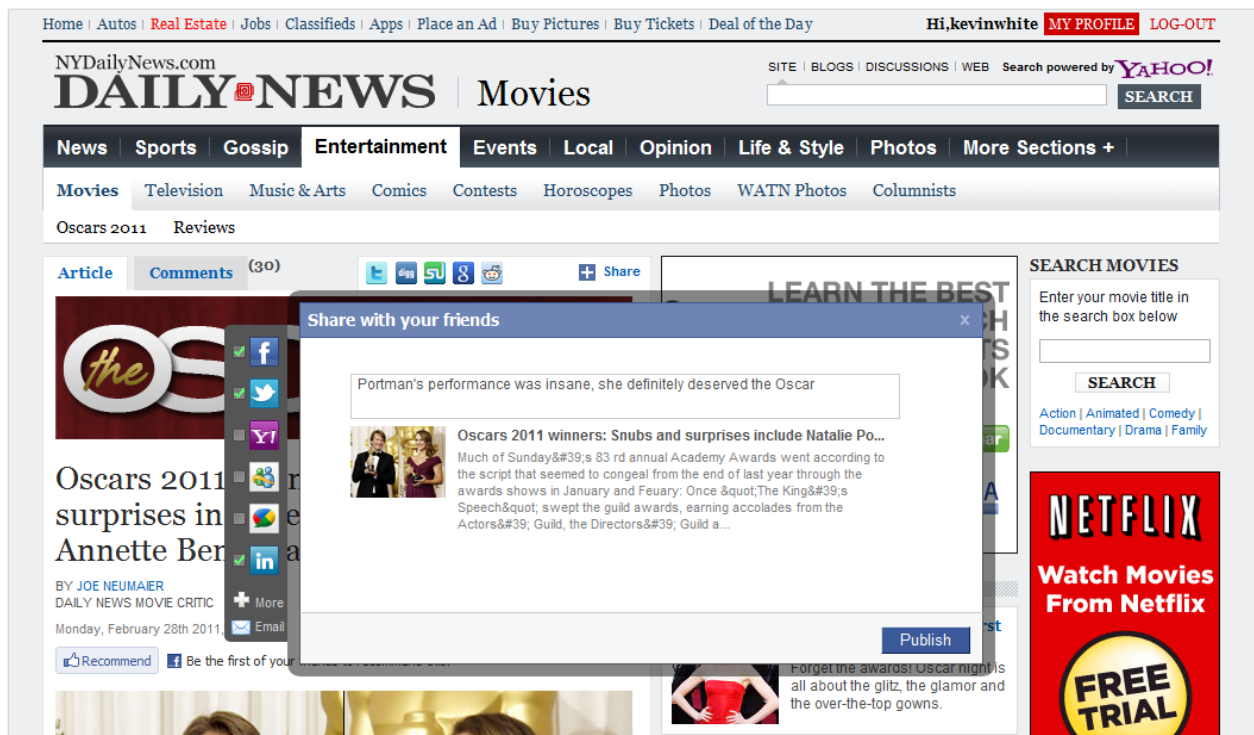 Home | Autos | Real Estate | Jobs | Classifieds | Apps | Place an Ad | Buy Pictures | Buy Tickets | Deal of the Day
Hi,kevinwhite MY PROFILE LOG-OUT
NYDailyNews.com
DAILY NEWS
Movies
SITE | BLOGS | DISCUSSIONS | WEB Search powered by YAHOO!
SEARCH
News Sports Gossip Entertainment Events Local Opinion Life & Style Photos More Sections +
Movies Television Music & Arts Comics Contests Horoscopes Photos WATN Photos Columnists
Oscars 2011 Reviews
Article Comments (30)
digg
Share
the
LEARN THE BEST
SEARCH MOVIES
Enter your movie title in
the search box below
SEARCH
Action | Animated | Comedy |
Documentary | Drama | Family
Share with your friends x
Portman's performance was insane, she definitely deserved the Oscar
Oscars 2011 winners: Snubs and surprises include Natalie Po...
Much of Sunday&#39;s 83 rd annual Academy Awards went according to
the script that seemed to congeal from the end of last year through the
awards shows in January and Feuary: Once &quot;The King&#39;s
Speech&quot; swept the guild awards, earning accolades from the
Actors&#39; Guild, the Directors&#39; Guild a...
Publish
f
Y!
in
More
Email
Oscars 2011
surprises in
Annette Ben
BY JOE NEUMAIER
DAILY NEWS MOVIE CRITIC
Monday, February 28th 2011,
Recommend
Be the first of your friends to recommend this.
Forget the awards! Oscar night is
all about the glitz, the glamor and
the over-the-top gowns.
NETFLIX
Watch Movies
From Netflix
FREE
TRIAL